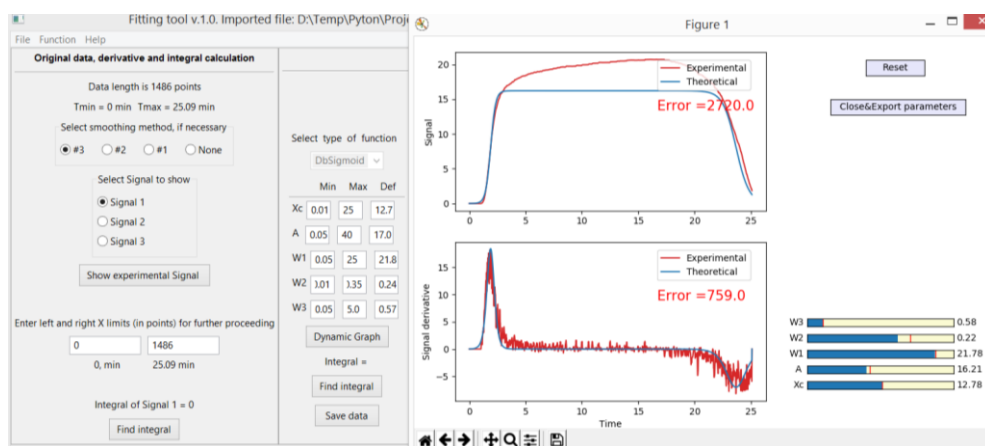 Fitting tool v.1.0. Imported file: D:\Temp\Pyton\Proj
File Function Help
Original data, derivative and integral calculation
Data length is 1486 points
Tmin = 0 min Tmax = 25.09 min
Select smoothing method, if necessary
#3 #2 #1 None
Select Signal to show
Signal 1
Signal 2
Signal 3
Show experimental Signal
Enter left and right X limits (in points) for further proceeding
0 1486
0, min 25.09 min
Integral of Signal 1 = 0
Find integral
Select type of function
DbSigmoid
Min Max Def
Xc 0.01 25 12.7
A 0.05 40 17.0
W1 0.05 25 21.8
W2 0.01 0.35 0.24
W3 0.05 5.0 0.57
Dynamic Graph
Integral =
Find integral
Save data
Figure 1
Experimental
Theoretical
Error =2720.0
Signal
20
15
10
5
0
0 5 10 15 20 25
Experimental
Theoretical
Error =759.0
Signal derivative
15
10
5
0
−5
0 5 10 15 20 25
Time
Reset
Close&Export parameters
W3 0.58
W2 0.22
W1 21.78
A 16.21
Xc 12.78